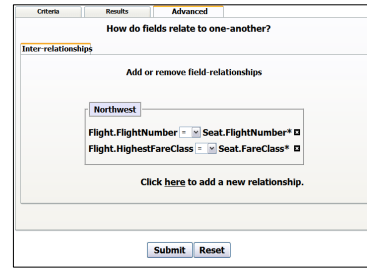 Criteria Results Advanced
How do fields relate to one-another?
Inter-relationships
Add or remove field-relationships
Northwest
Flight.FlightNumber = Seat.FlightNumber*
Flight.HighestFareClass = Seat.FareClass*
Click here to add a new relationship.
Submit Reset